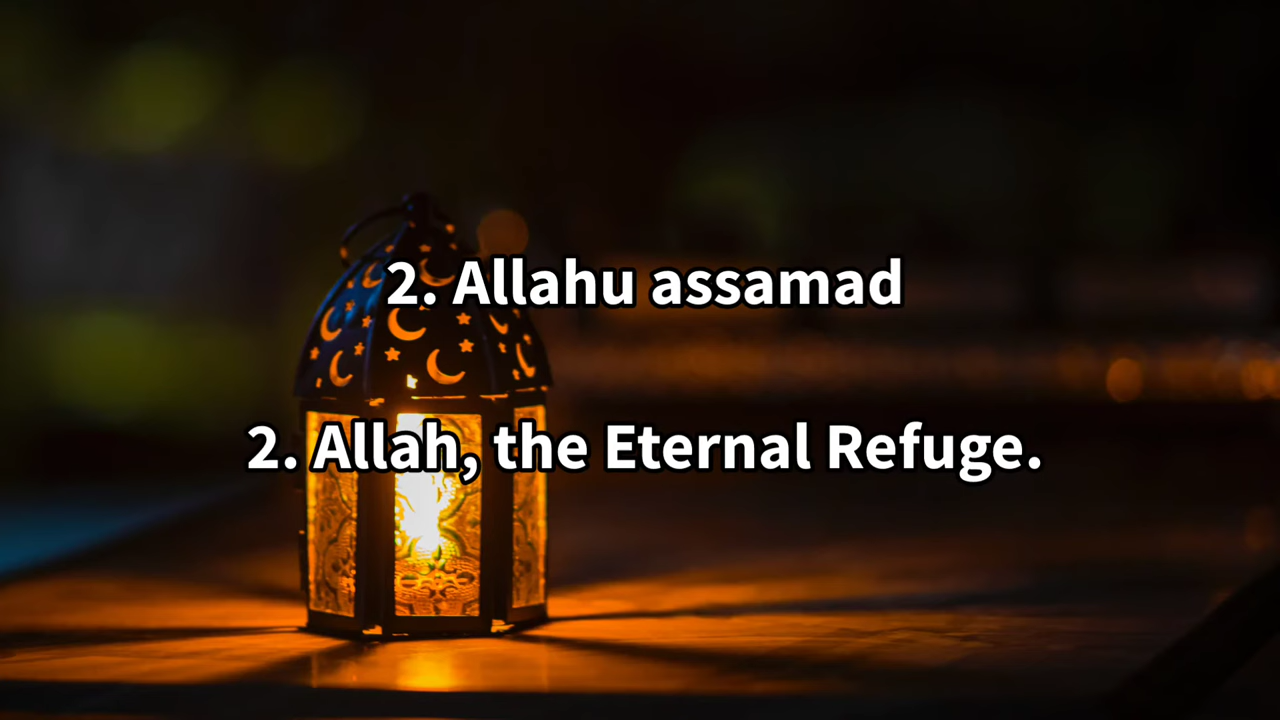 2. Allahu assamad
2. Allah, the Eternal Refuge.